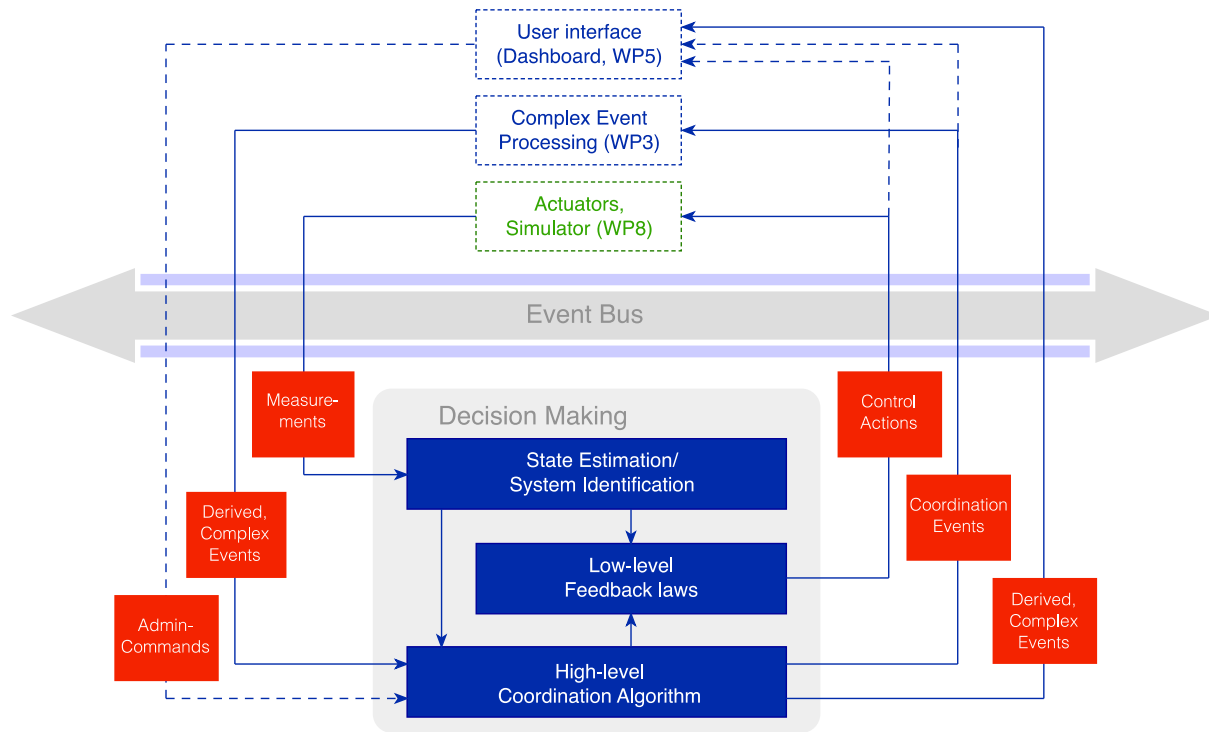 User interface
(Dashboard, WP5)
Complex Event
Processing (WP3)
Actuators,
Simulator (WP8)
Event Bus
Measure-
ments
Control
Actions
Decision Making
State Estimation/
System Identification
Derived,
Complex
Events
Coordination
Events
Low-level
Feedback laws
Admin-
Commands
Derived,
Complex
Events
High-level
Coordination Algorithm